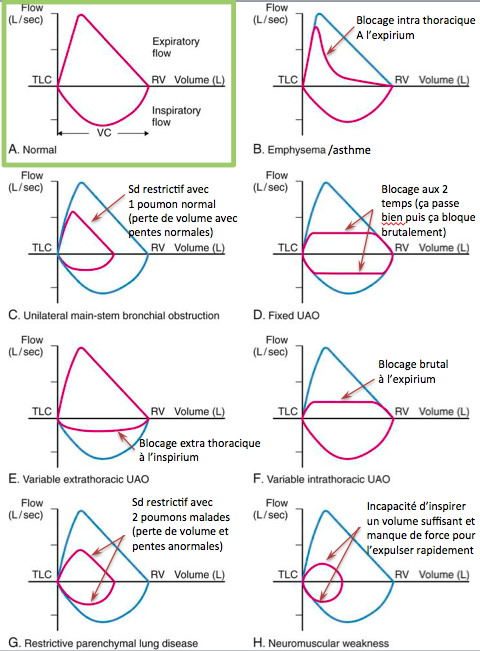 Flow
(L/sec)
Expiratory
flow
TLC
RV Volume (L)
Inspiratory
flow
VC
A. Normal
Flow
(L/sec)
Blocage intra thoracique
A l’expirium
TLC
RV Volume (L)
B. Emphysema /asthme
Flow
(L/sec)
Sd restrictif avec
1 poumon normal
(perte de volume avec
pentes normales)
TLC
RV Volume (L)
C. Unilateral main-stem bronchial obstruction
Flow
(L/sec)
Blocage aux 2
temps (ça passe
bien puis ça bloque
brutalement)
TLC
RV Volume (L)
D. Fixed UAO
Flow
(L/sec)
TLC
RV Volume (L)
Blocage extra thoracique
à l’inspirium
E. Variable extrathoracic UAO
Flow
(L/sec)
Blocage brutal
à l’expirium
TLC
RV Volume (L)
F. Variable intrathoracic UAO
Flow
(L/sec)
Sd restrictif avec
2 poumons malades
(perte de volume et
pentes anormales)
TLC
RV Volume (L)
G. Restrictive parenchymal lung disease
Flow
(L/sec)
Incapacité d’inspirer
un volume suffisant et
manque de force pour
l’expulser rapidement
TLC
RV Volume (L)
H. Neuromuscular weakness